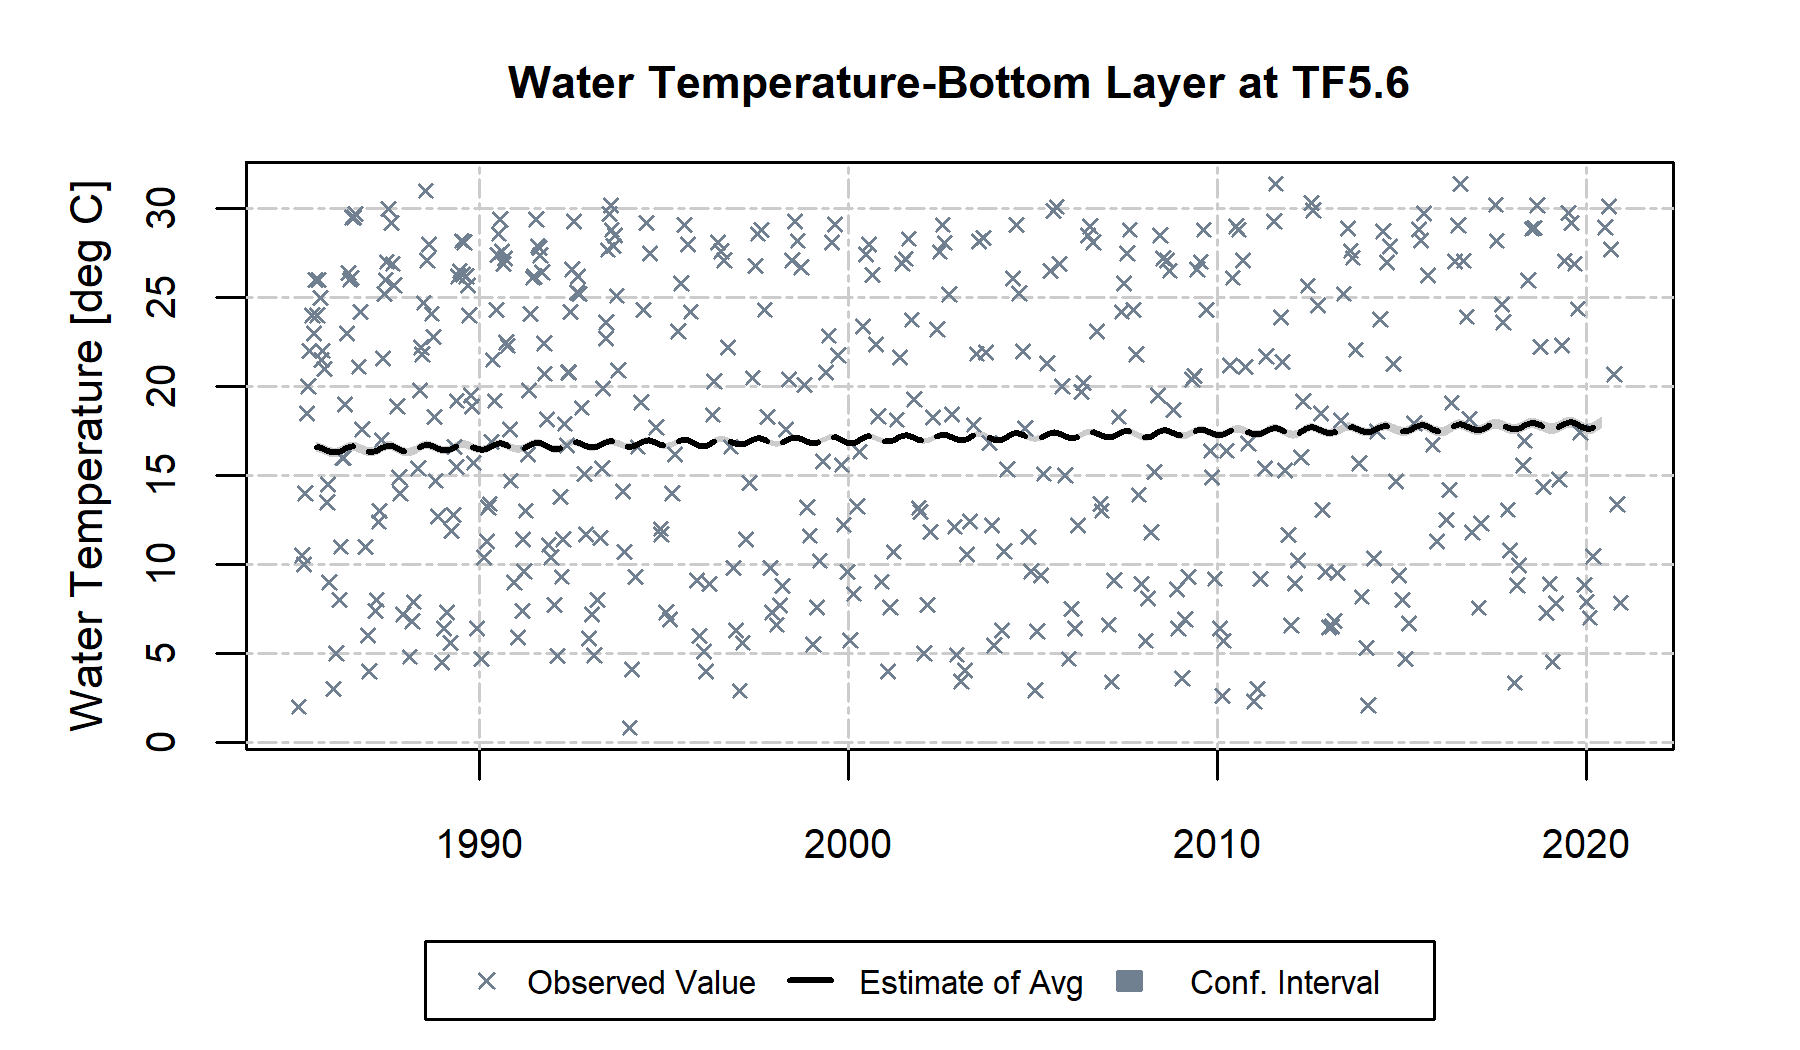 Water Temperature-Bottom Layer at TF5.6
Water Temperature [deg C]
30
25
20
15
10
5
0
1990 2000 2010 2020
Observed Value Estimate of Avg Conf. Interval